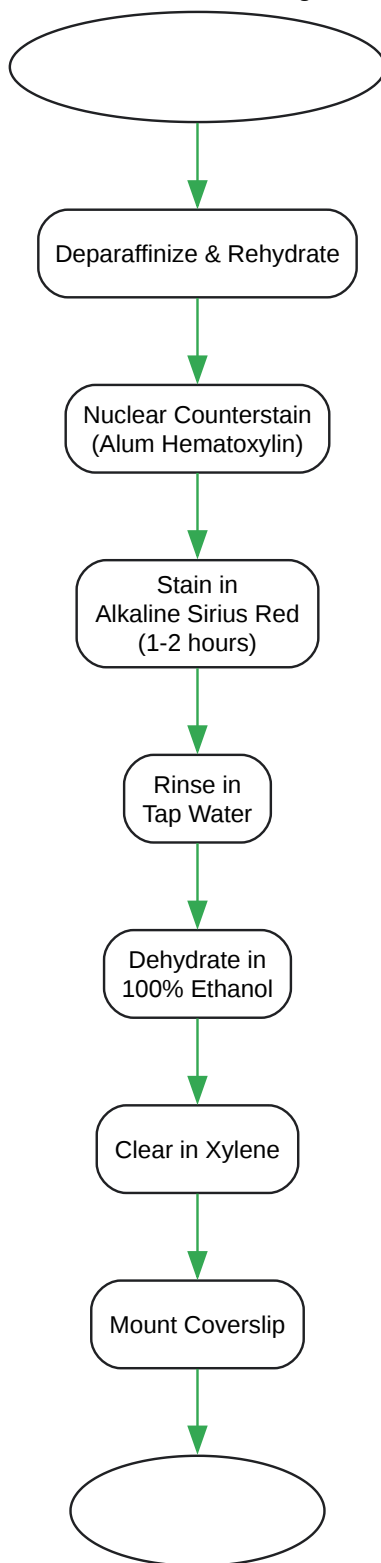 Deparaffinize & Rehydrate
Nuclear Counterstain
(Alum Hematoxylin)
Stain in
Alkaline Sirius Red
(1-2 hours)
Rinse in
Tap Water
Dehydrate in
100% Ethanol
Clear in Xylene
Mount Coverslip